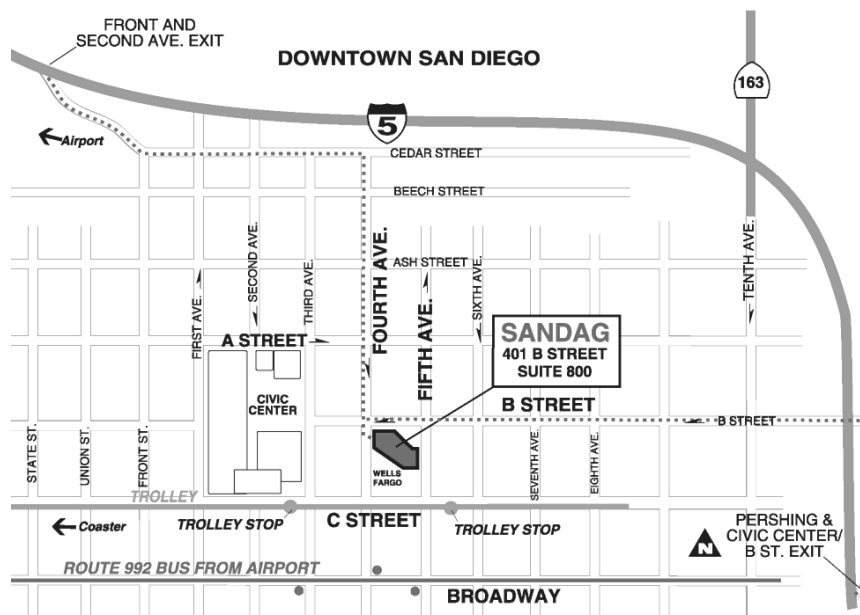 FRONT AND
SECOND AVE. EXIT
DOWNTOWN SAN DIEGO
163
5
Airport
CEDAR STREET
BEECH STREET
SECOND AVE.
FOURTH AVE.
ASH STREET
SIXTH AVE.
TENTH AVE.
FIRST AVE.
THIRD AVE.
FIFTH AVE.
A STREET
SANDAG
401 B STREET
SUITE 800
CIVIC
CENTER
B STREET
B STREET
STATE ST.
UNION ST.
FRONT ST.
WELLS
FARGO
SEVENTH AVE.
EIGHTH AVE.
TROLLEY
Coaster
TROLLEY STOP
C STREET
TROLLEY STOP
N
PERSHING &
CIVIC CENTER/
B ST. EXIT
ROUTE 992 BUS FROM AIRPORT
BROADWAY